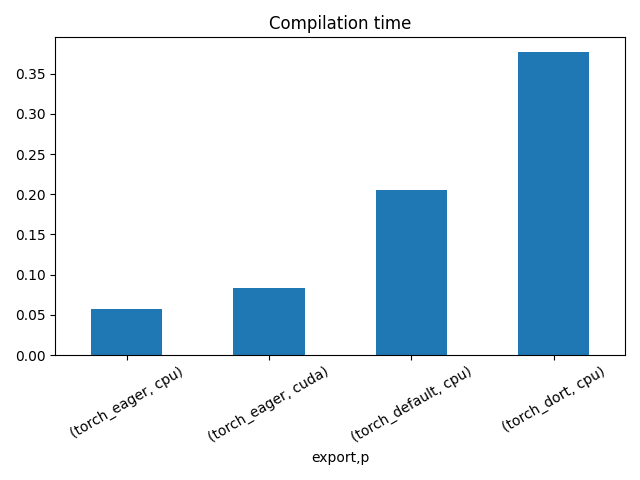 Compilation time
0.35
0.30
0.25
0.20
0.15
0.10
0.05
0.00
(torch_eager, cpu)
(torch_eager, cuda)
(torch_default, cpu)
(torch_dort, cpu)
export,p